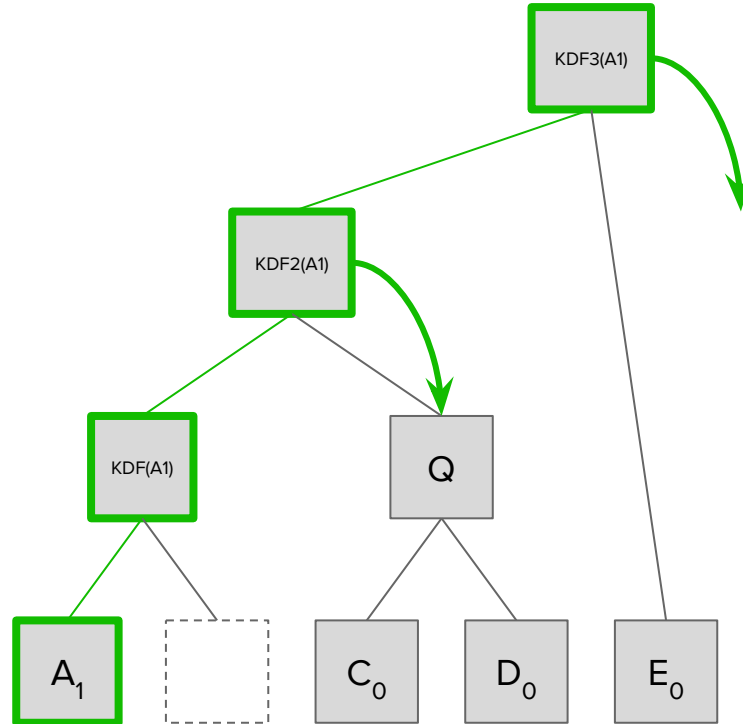 KDF3(A1)
KDF2(A1)
KDF(A1)
Q
A₁
C₀
D₀
E₀